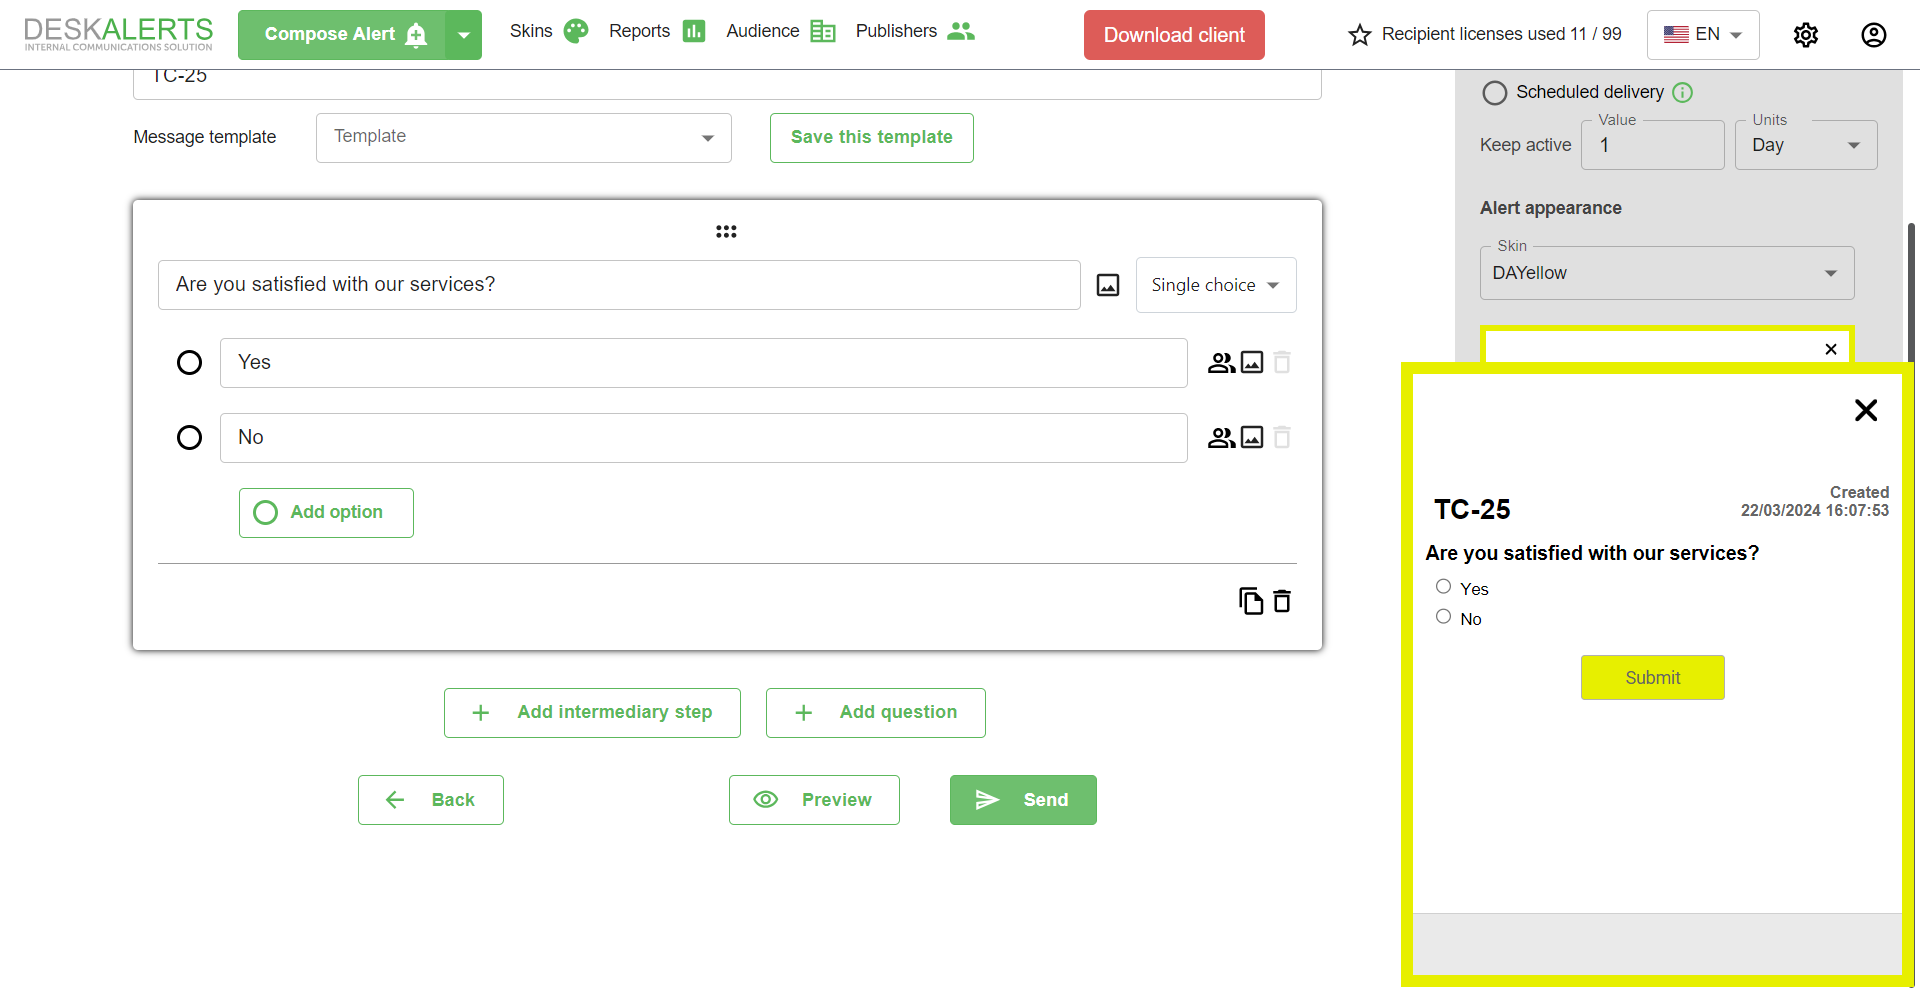 DESKALERTS
INTERNAL COMMUNICATIONS SOLUTION
Compose Alert
Skins
Reports
Audience
Publishers
Download client
Recipient licenses used 11 / 99
EN
TC-25
Message template
Template
Save this template
Are you satisfied with our services?
Single choice
Yes
No
Add option
Add intermediary step
Add question
Back
Preview
Send
Scheduled delivery
Keep active
Value
1
Units
Day
Alert appearance
Skin
DAYellow
TC-25
Created
22/03/2024 16:07:53
Are you satisfied with our services?
Yes
No
Submit